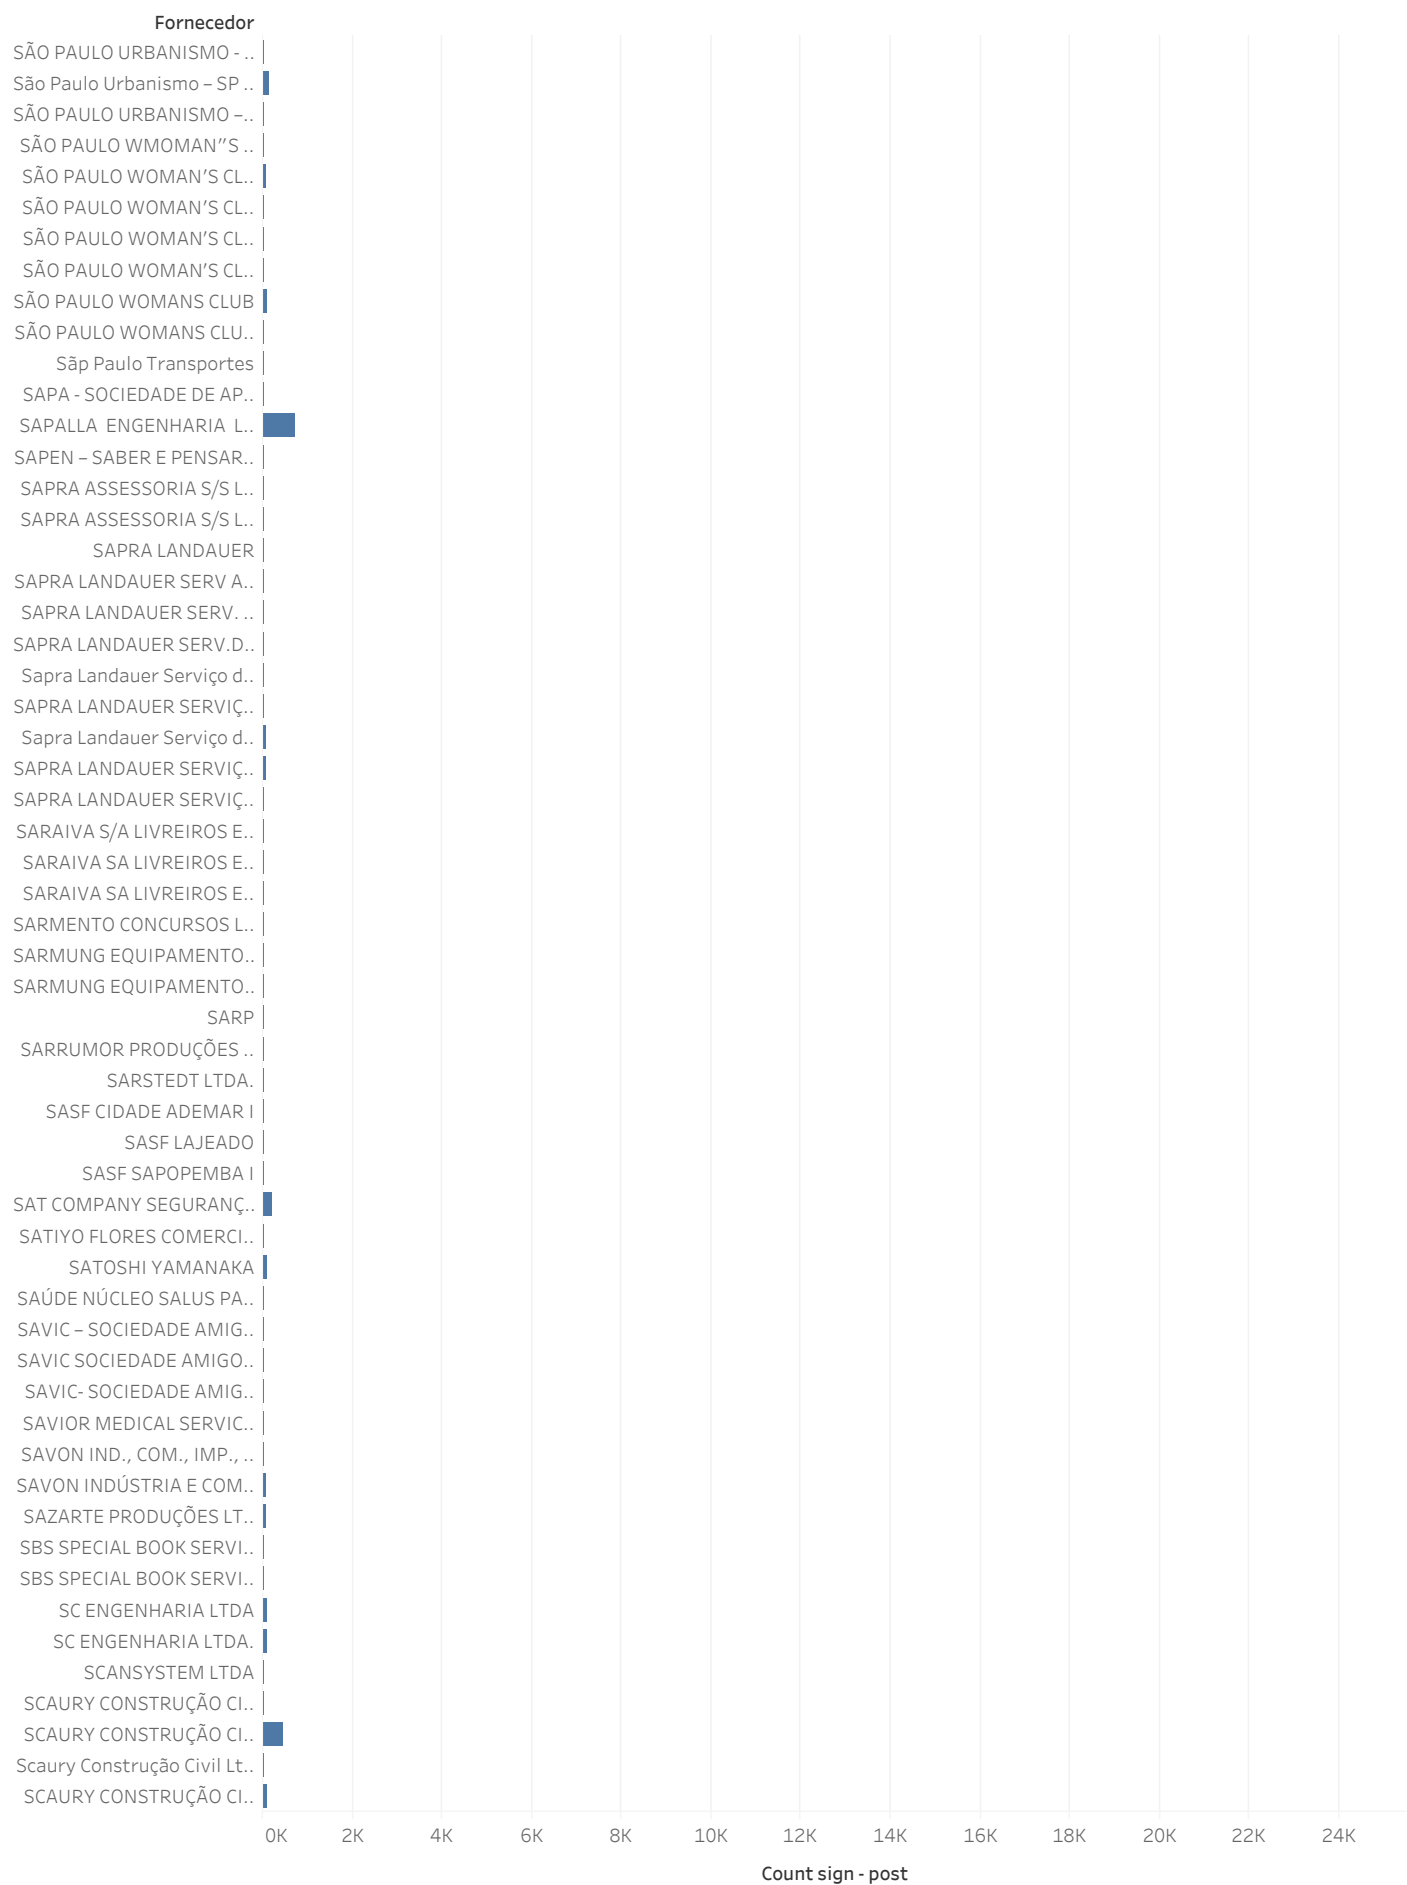 Fornecedor
SÃO PAULO URBANISMO - ..
São Paulo Urbanismo – SP ..
SÃO PAULO URBANISMO –..
SÃO PAULO WMOMAN”S ..
SÃO PAULO WOMAN’S CL..
SÃO PAULO WOMAN’S CL..
SÃO PAULO WOMAN’S CL..
SÃO PAULO WOMAN’S CL..
SÃO PAULO WOMANS CLUB
SÃO PAULO WOMANS CLU..
Sãp Paulo Transportes
SAPA - SOCIEDADE DE AP..
SAPALLA  ENGENHARIA  L..
SAPEN – SABER E PENSAR..
SAPRA ASSESSORIA S/S L..
SAPRA ASSESSORIA S/S L..
SAPRA LANDAUER
SAPRA LANDAUER SERV A..
SAPRA LANDAUER SERV. ..
SAPRA LANDAUER SERV.D..
Sapra Landauer Serviço d..
SAPRA LANDAUER SERVIÇ..
Sapra Landauer Serviço d..
SAPRA LANDAUER SERVIÇ..
SAPRA LANDAUER SERVIÇ..
SARAIVA S/A LIVREIROS E..
SARAIVA SA LIVREIROS E..
SARAIVA SA LIVREIROS E..
SARMENTO CONCURSOS L..
SARMUNG EQUIPAMENTO..
SARMUNG EQUIPAMENTO..
SARP
SARRUMOR PRODUÇÕES ..
SARSTEDT LTDA.
SASF CIDADE ADEMAR I
SASF LAJEADO
SASF SAPOPEMBA I
SAT COMPANY SEGURANÇ..
SATIYO FLORES COMERCI..
SATOSHI YAMANAKA
SAÚDE NÚCLEO SALUS PA..
SAVIC – SOCIEDADE AMIG..
SAVIC SOCIEDADE AMIGO..
SAVIC- SOCIEDADE AMIG..
SAVIOR MEDICAL SERVIC..
SAVON IND., COM., IMP., ..
SAVON INDÚSTRIA E COM..
SAZARTE PRODUÇÕES LT..
SBS SPECIAL BOOK SERVI..
SBS SPECIAL BOOK SERVI..
SC ENGENHARIA LTDA
SC ENGENHARIA LTDA.
SCANSYSTEM LTDA
SCAURY CONSTRUÇÃO CI..
SCAURY CONSTRUÇÃO CI..
Scaury Construção Civil Lt..
SCAURY CONSTRUÇÃO CI..
0K 2K 4K 6K 8K 10K 12K 14K 16K 18K 20K 22K 24K
Count sign - post